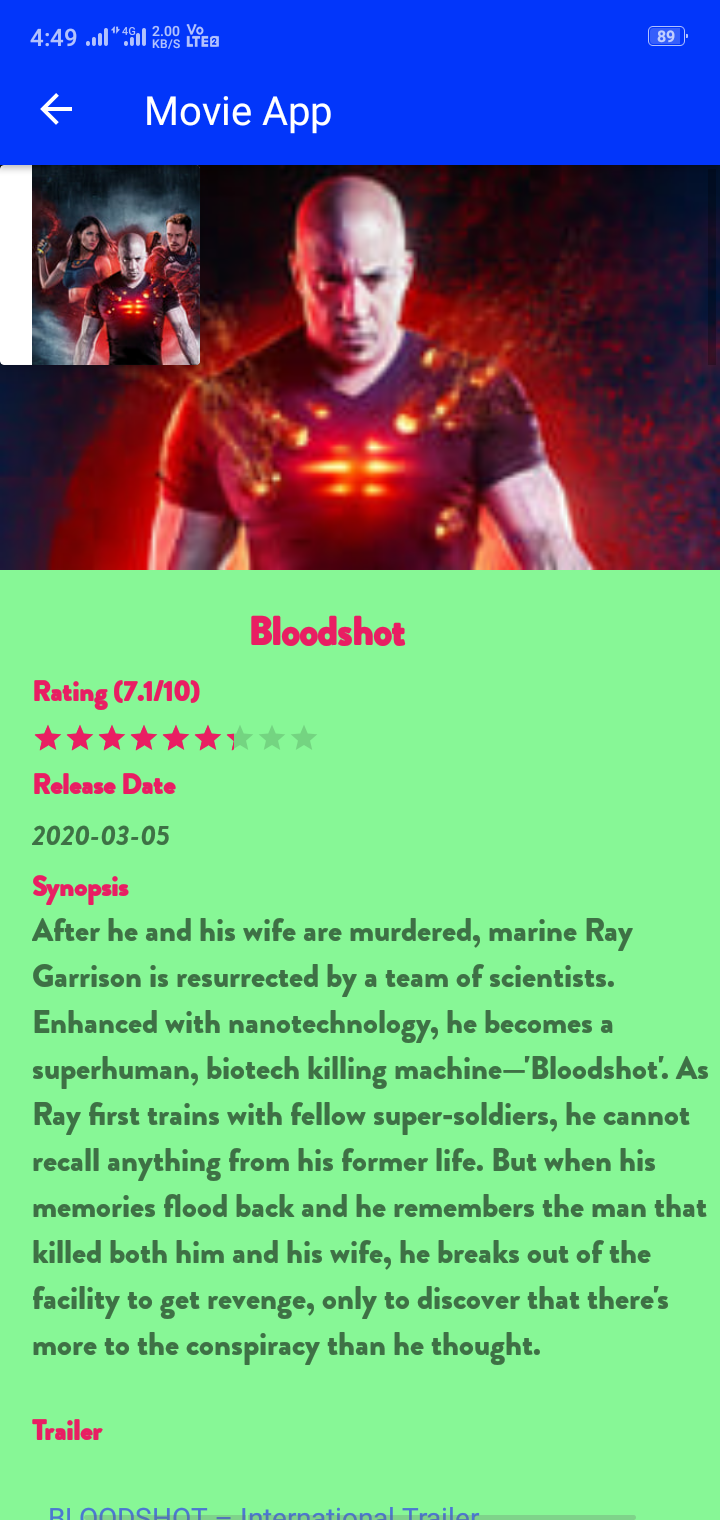 4:49 4G 2.00 KB/S Vo LTE2 89
Movie App
Bloodshot
Rating (7.1/10)
Release Date
2020-03-05
Synopsis
After he and his wife are murdered, marine Ray
Garrison is resurrected by a team of scientists.
Enhanced with nanotechnology, he becomes a
superhuman, biotech killing machine—'Bloodshot'. As
Ray first trains with fellow super-soldiers, he cannot
recall anything from his former life. But when his
memories flood back and he remembers the man that
killed both him and his wife, he breaks out of the
facility to get revenge, only to discover that there's
more to the conspiracy than he thought.
Trailer
BLOODSHOT – International Trailer